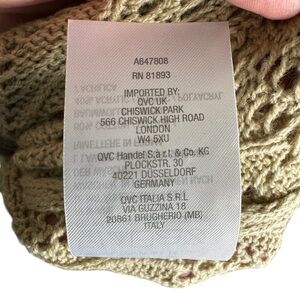 A647808
RN 81893
IMPORTED BY:
QVC UK
CHISWICK PARK
566 CHISWICK HIGH ROAD
LONDON
W4 5XU
QVC Handel S.à r.l. & Co. KG
PLOCKSTR. 30
40221 DÜSSELDORF
GERMANY
QVC ITALIA S.R.L
VIA GUZZINA 18
20861 BRUGHERIO (MB)
ITALY